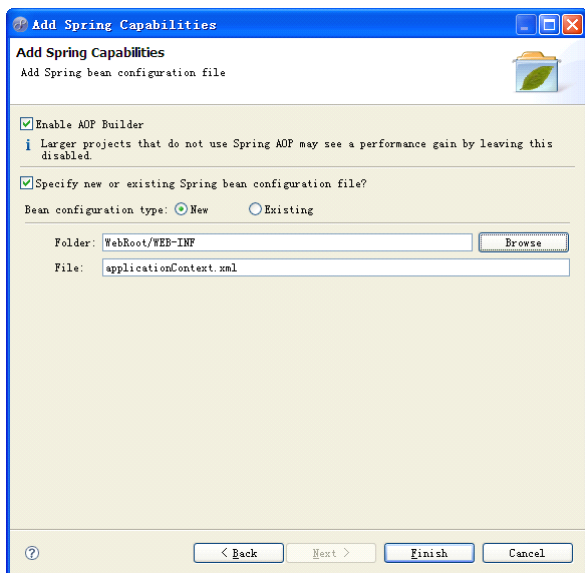 Add Spring Capabilities
Add Spring Capabilities
Add Spring bean configuration file
Enable AOP Builder
Larger projects that do not use Spring AOP may see a performance gain by leaving this
disabled.
Specify new or existing Spring bean configuration file?
Bean configuration type: New Existing
Folder: WebRoot/WEB-INF Browse
File: applicationContext.xml
? < Back Next > Finish Cancel